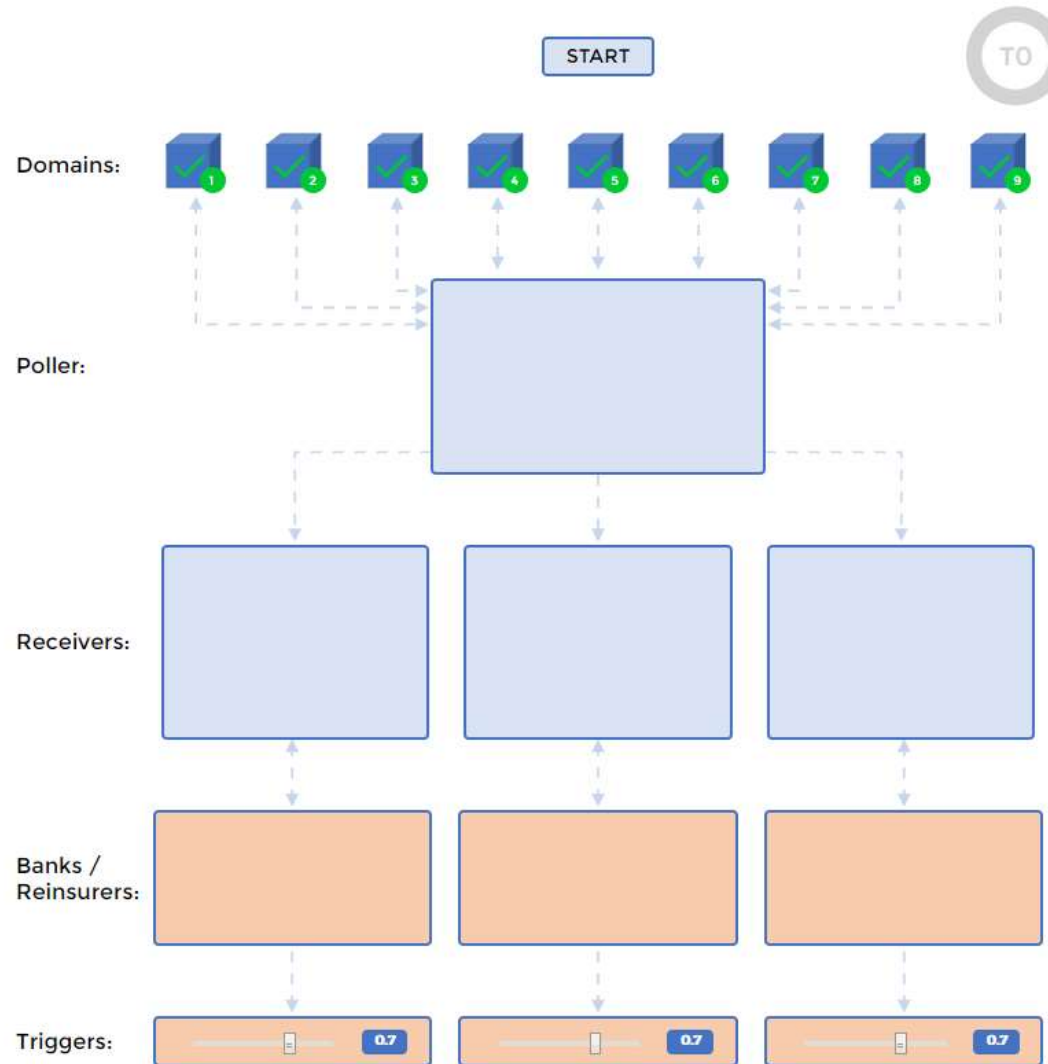 START
T0
Domains:
1 2 3 4 5 6 7 8 9
Poller:
Receivers:
Banks /
Reinsurers:
Triggers:
0.7 0.7 0.7